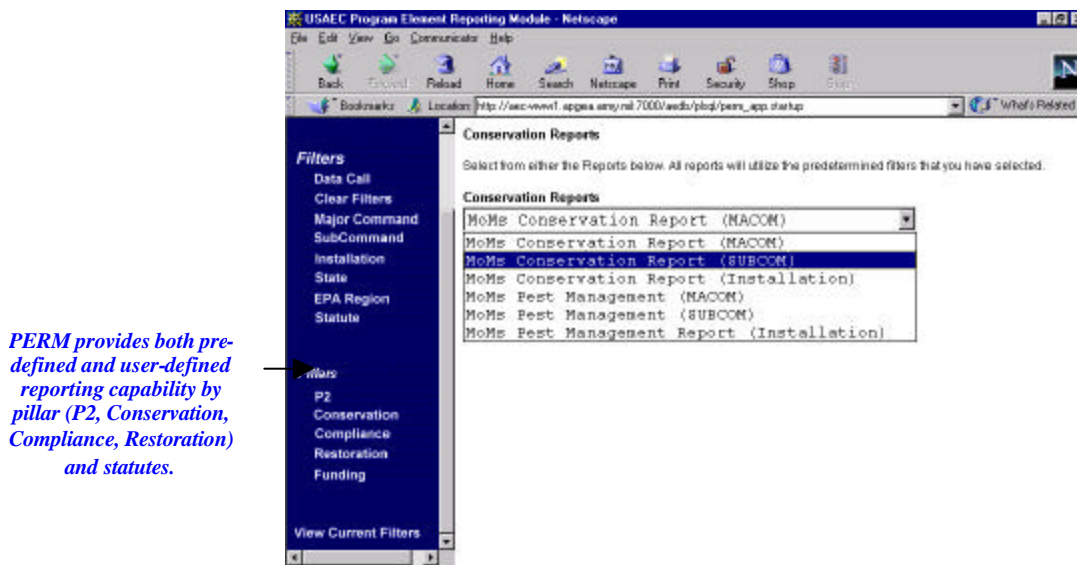 USAEC Program Element Reporting Module - Netscape
File Edit View Go Communicator Help
Back Forward Reload Home Search Netscape Print Security Shop Stop
Bookmarks Location: http://aec-www1.apgea.army.mil:7000/aedb/plsql/perm_app.startup What's Related
Filters
Data Call
Clear Filters
Major Command
SubCommand
Installation
State
EPA Region
Statute
Pillars
P2
Conservation
Compliance
Restoration
Funding
View Current Filters
Conservation Reports
Select from either the Reports below. All reports will utilize the predetermined filters that you have selected.
Conservation Reports
MoMs Conservation Report (MACOM)
MoMs Conservation Report (MACOM)
MoMs Conservation Report (SUBCOM)
MoMs Conservation Report (Installation)
MoMs Pest Management (MACOM)
MoMs Pest Management (SUBCOM)
MoMs Pest Management Report (Installation)
PERM provides both pre-
defined and user-defined
reporting capability by
pillar (P2, Conservation,
Compliance, Restoration)
and statutes.